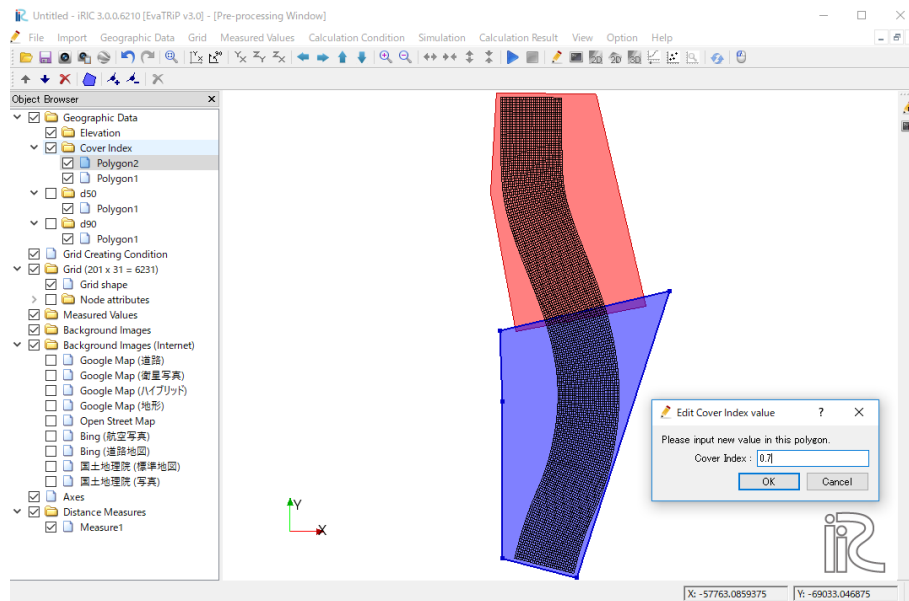 Untitled - iRIC 3.0.0.6210 [EvaTRiP v3.0] - [Pre-processing Window]
File Import Geographic Data Grid Measured Values Calculation Condition Simulation Calculation Result View Option Help
Object Browser
Geographic Data
Elevation
Cover Index
Polygon2
Polygon1
d50
Polygon1
d90
Polygon1
Grid Creating Condition
Grid (201 x 31 = 6231)
Grid shape
Node attributes
Measured Values
Background Images
Background Images (Internet)
Google Map (道路)
Google Map (衛星写真)
Google Map (ハイブリッド)
Google Map (地形)
Open Street Map
Bing (航空写真)
Bing (道路地図)
国土地理院 (標準地図)
国土地理院 (写真)
Axes
Distance Measures
Measure1
Y
X
Edit Cover Index value
Please input new value in this polygon.
Cover Index : 0.7
OK Cancel
iRIC
X: -57763.0859375 Y: -69033.046875